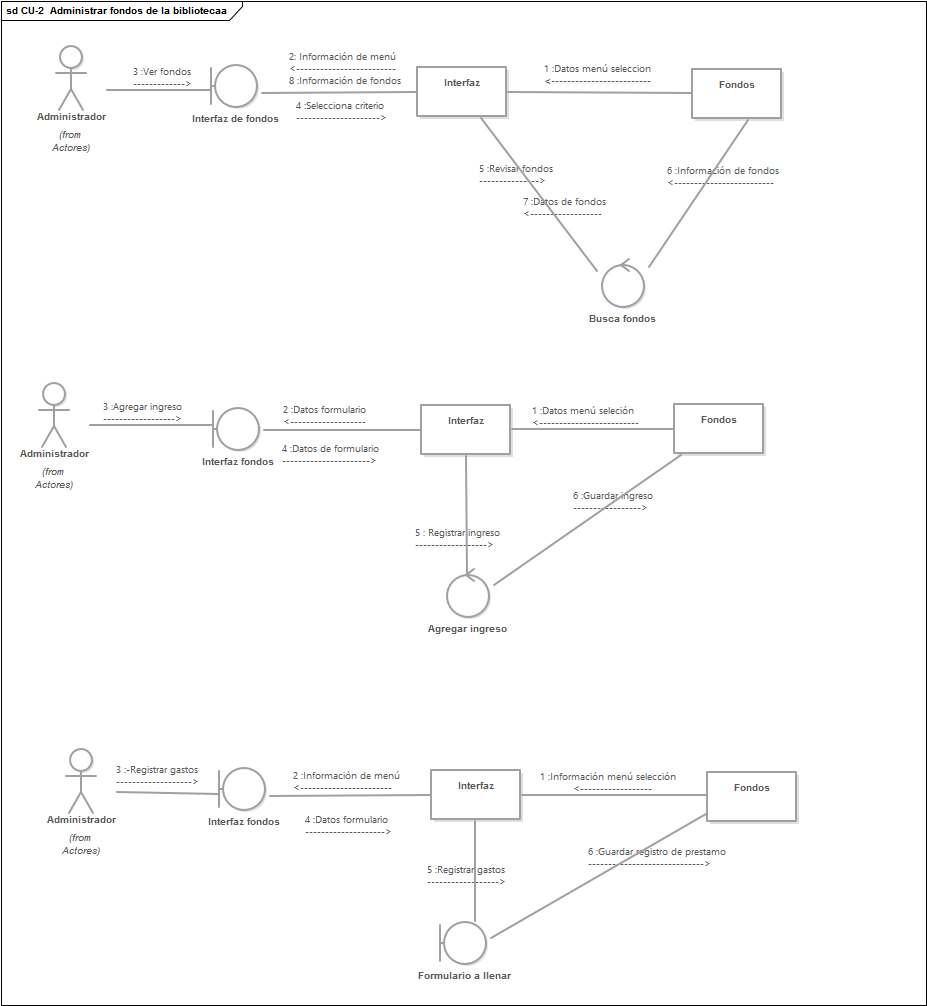 sd CU-2 Administrar fondos de la bibliotecaa
2: Información de menú
3 :Ver fondos
1 :Datos menú seleccion
8 :Información de fondos
Interfaz
Fondos
4 :Selecciona criterio
Administrador
Interfaz de fondos
(from
Actores)
5 :Revisar fondos
6 :Información de fondos
7 :Datos de fondos
Busca fondos
3 :Agregar ingreso
2 :Datos formulario
1 :Datos menú seleción
Interfaz
Fondos
4 :Datos de formulario
Administrador
Interfaz fondos
(from
Actores)
6 :Guardar ingreso
5 : Registrar ingreso
Agregar ingreso
3 :-Registrar gastos
2 :Información de menú
1 :Información menú selección
Interfaz
Fondos
Administrador
Interfaz fondos
4 :Datos formulario
(from
Actores)
6 :Guardar registro de prestamo
5 :Registrar gastos
Formulario a llenar